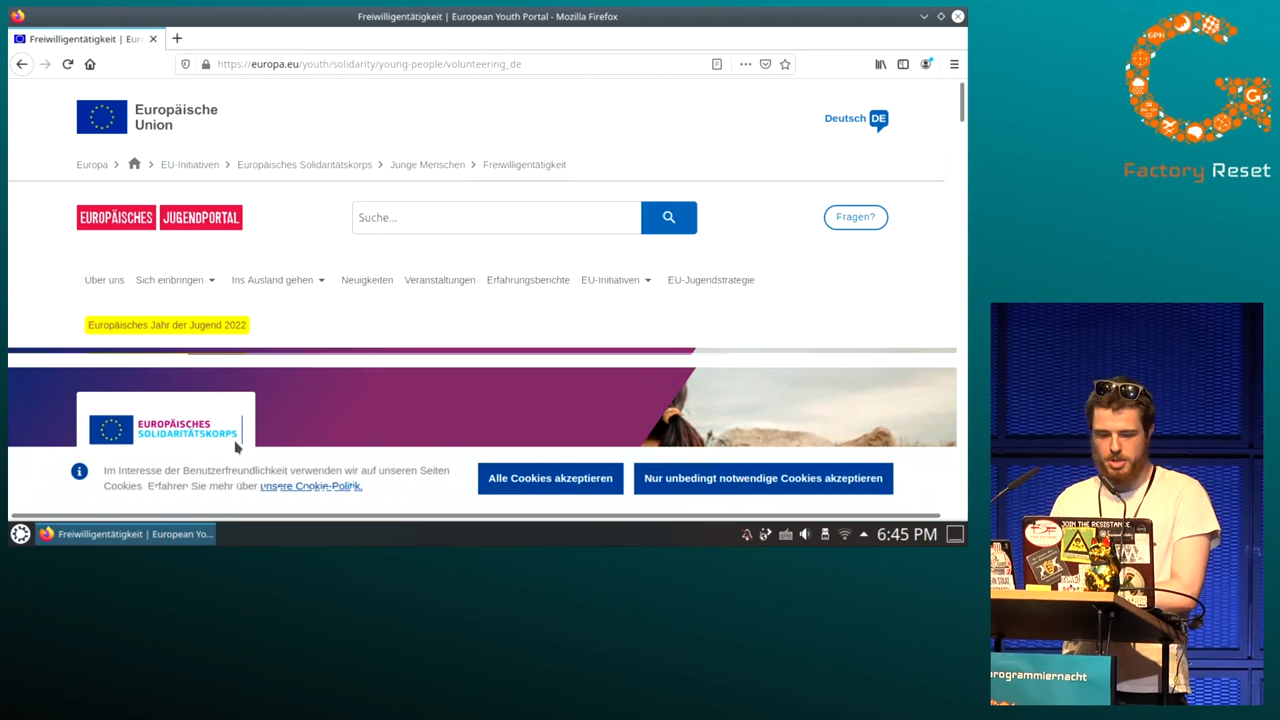 Freiwilligentätigkeit | European Youth Portal - Mozilla Firefox
Freiwilligentätigkeit | Eur
https://europa.eu/youth/solidarity/young-people/volunteering_de
Europäische
Union
Deutsch DE
Europa > EU-Initiativen > Europäisches Solidaritätskorps > Junge Menschen > Freiwilligentätigkeit
EUROPÄISCHES JUGENDPORTAL
Suche...
Fragen?
Über uns Sich einbringen Ins Ausland gehen Neuigkeiten Veranstaltungen Erfahrungsberichte EU-Initiativen EU-Jugendstrategie
Europäisches Jahr der Jugend 2022
EUROPÄISCHES
SOLIDARITÄTSKORPS
Im Interesse der Benutzerfreundlichkeit verwenden wir auf unseren Seiten
Cookies. Erfahren Sie mehr über unsere Cookie-Politik.
Alle Cookies akzeptieren
Nur unbedingt notwendige Cookies akzeptieren
Freiwilligentätigkeit | European Yo...
6:45 PM
GPN
G
Factory Reset
JOIN THE RESISTANCE
programmiernacht